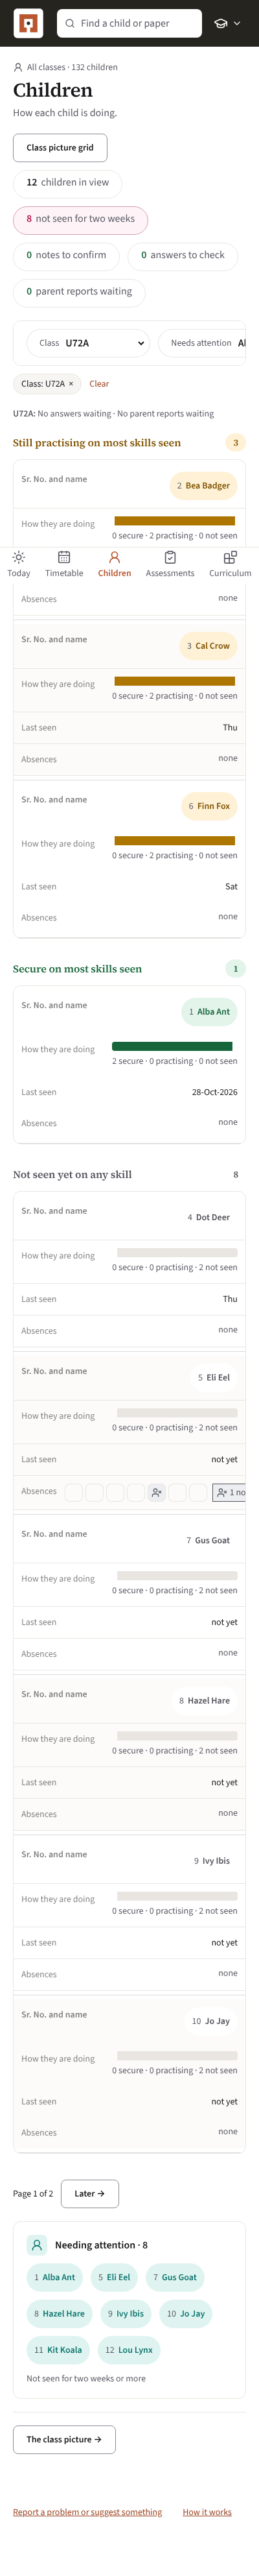 Find a child or paper
All classes · 132 children
Children
How each child is doing.
Class picture grid
12 children in view
8 not seen for two weeks
0 notes to confirm
0 answers to check
0 parent reports waiting
Class U72A
Needs attention Al
Class: U72A ×
Clear
U72A: No answers waiting · No parent reports waiting
Still practising on most skills seen 3
Sr. No. and name
2 Bea Badger
How they are doing
0 secure · 2 practising · 0 not seen
Today
Timetable
Children
Assessments
Curriculum
Absences none
Sr. No. and name
3 Cal Crow
How they are doing
0 secure · 2 practising · 0 not seen
Last seen Thu
Absences none
Sr. No. and name
6 Finn Fox
How they are doing
0 secure · 2 practising · 0 not seen
Last seen Sat
Absences none
Secure on most skills seen 1
Sr. No. and name
1 Alba Ant
How they are doing
2 secure · 0 practising · 0 not seen
Last seen 28-Oct-2026
Absences none
Not seen yet on any skill 8
Sr. No. and name
4 Dot Deer
How they are doing
0 secure · 0 practising · 2 not seen
Last seen Thu
Absences none
Sr. No. and name
5 Eli Eel
How they are doing
0 secure · 0 practising · 2 not seen
Last seen not yet
Absences 1 no
Sr. No. and name
7 Gus Goat
How they are doing
0 secure · 0 practising · 2 not seen
Last seen not yet
Absences none
Sr. No. and name
8 Hazel Hare
How they are doing
0 secure · 0 practising · 2 not seen
Last seen not yet
Absences none
Sr. No. and name
9 Ivy Ibis
How they are doing
0 secure · 0 practising · 2 not seen
Last seen not yet
Absences none
Sr. No. and name
10 Jo Jay
How they are doing
0 secure · 0 practising · 2 not seen
Last seen not yet
Absences none
Page 1 of 2
Later →
Needing attention · 8
1 Alba Ant
5 Eli Eel
7 Gus Goat
8 Hazel Hare
9 Ivy Ibis
10 Jo Jay
11 Kit Koala
12 Lou Lynx
Not seen for two weeks or more
The class picture →
Report a problem or suggest something
How it works